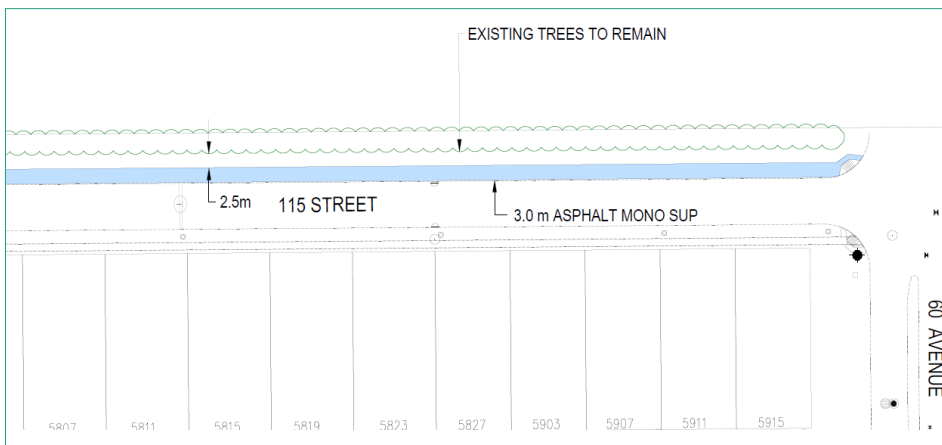 EXISTING TREES TO REMAIN
2.5m
115 STREET
3.0 m ASPHALT MONO SUP
60 AVENUE
5807 5811 5815 5819 5823 5827 5903 5907 5911 5915